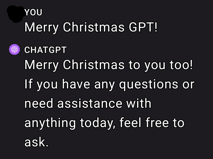 YOU
Merry Christmas GPT!
CHATGPT
Merry Christmas to you too!
If you have any questions or
need assistance with
anything today, feel free to
ask.